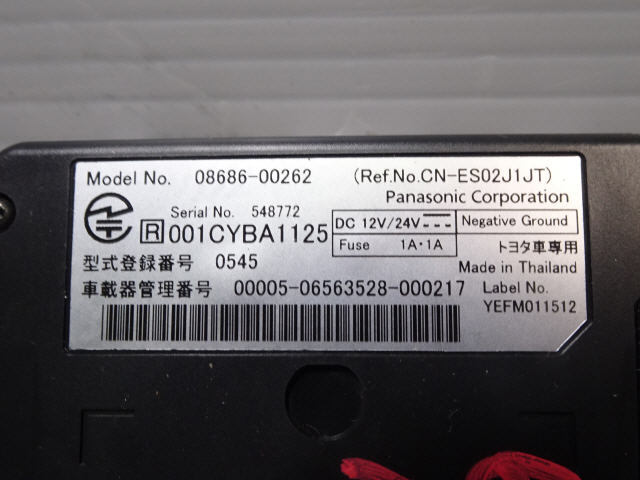 Model No. 08686-00262 (Ref.No.CN-ES02J1JT)
Panasonic Corporation
Serial No. 548772
R 001CYBA1125
DC 12V/24V Negative Ground
Fuse 1A・1A
トヨタ車専用
型式登録番号 0545
Made in Thailand
車載器管理番号 00005-06563528-000217
Label No.
YEFM011512